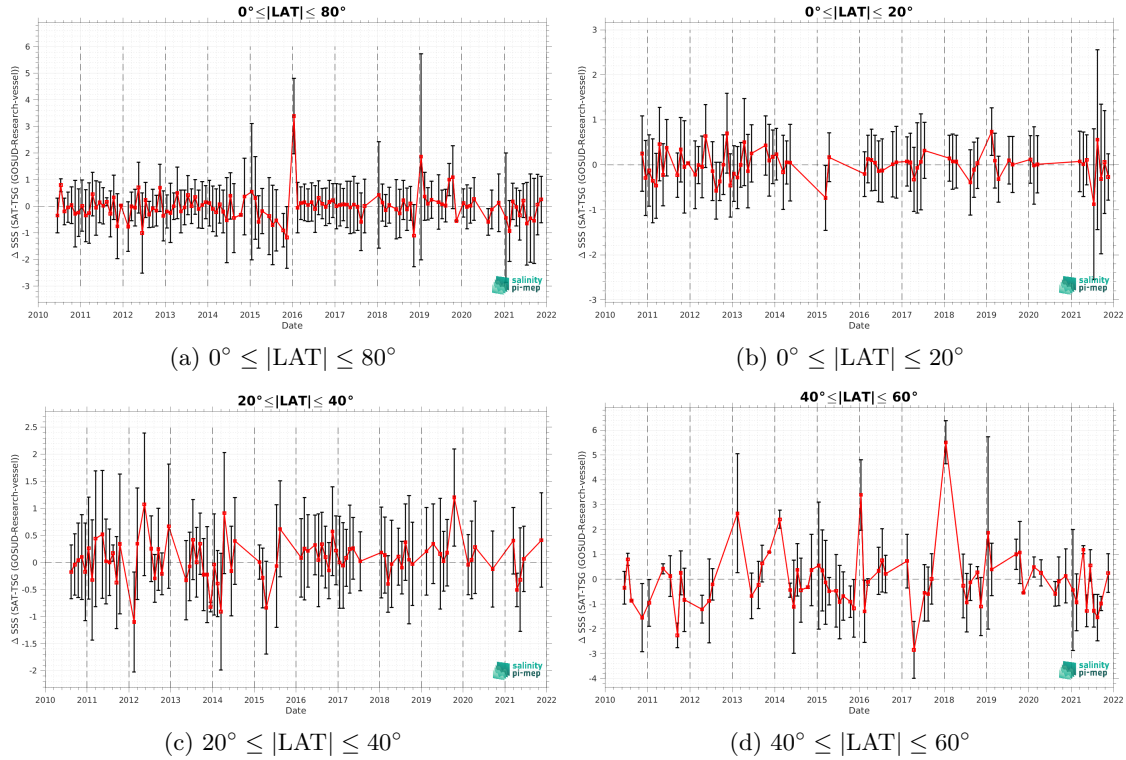 0°≤|LAT|≤ 80°
Δ SSS (SAT-TSG (GOSUD-Research-vessel))
6
5
4
3
2
1
0
-1
-2
-3
2010 2011 2012 2013 2014 2015 2016 2017 2018 2019 2020 2021 2022
Date
salinity
pi-mep
(a) 0° ≤ |LAT| ≤ 80°
0°≤|LAT|≤ 20°
Δ SSS (SAT-TSG (GOSUD-Research-vessel))
3
2
1
0
-1
-2
-3
2010 2011 2012 2013 2014 2015 2016 2017 2018 2019 2020 2021 2022
Date
salinity
pi-mep
(b) 0° ≤ |LAT| ≤ 20°
20°≤|LAT|≤ 40°
Δ SSS (SAT-TSG (GOSUD-Research-vessel))
2.5
2
1.5
1
0.5
0
-0.5
-1
-1.5
-2
2010 2011 2012 2013 2014 2015 2016 2017 2018 2019 2020 2021 2022
Date
salinity
pi-mep
(c) 20° ≤ |LAT| ≤ 40°
40°≤|LAT|≤ 60°
Δ SSS (SAT-TSG (GOSUD-Research-vessel))
6
5
4
3
2
1
0
-1
-2
-3
-4
2010 2011 2012 2013 2014 2015 2016 2017 2018 2019 2020 2021 2022
Date
salinity
pi-mep
(d) 40° ≤ |LAT| ≤ 60°